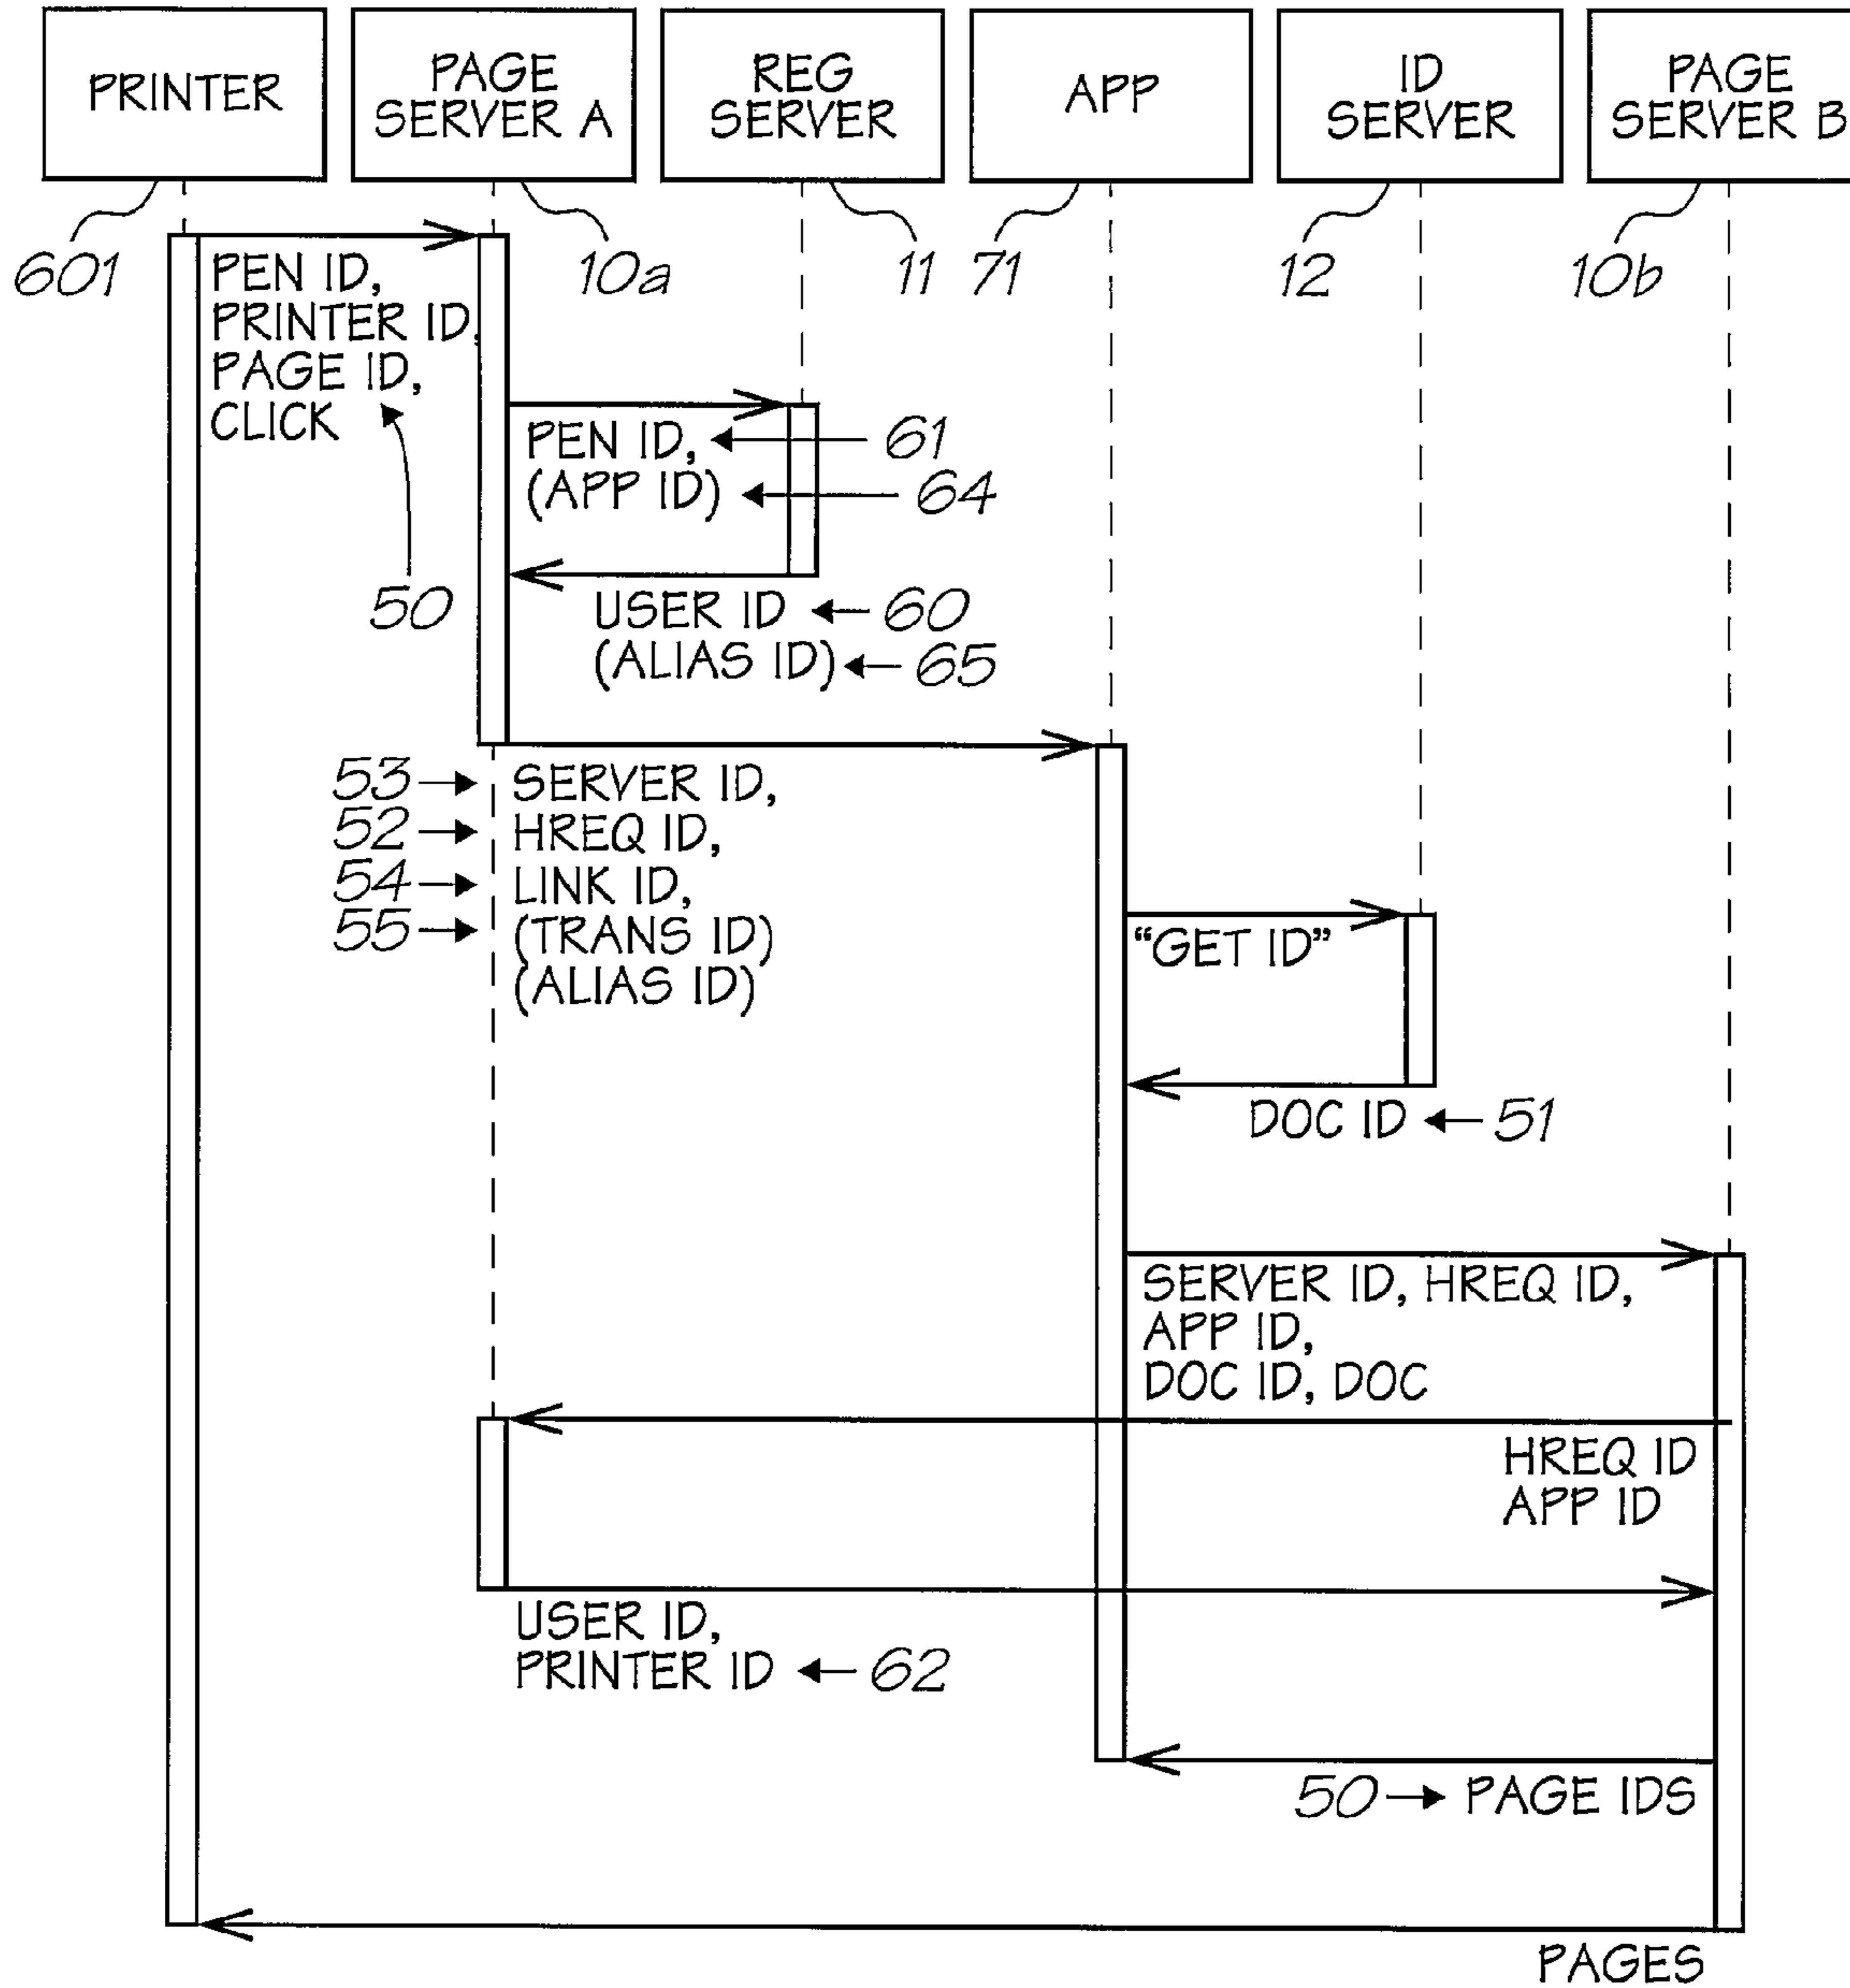 PRINTER
PAGE
SERVER A
REG
SERVER
APP
ID
SERVER
PAGE
SERVER B
601
10a
11
71
12
10b
PEN ID,
PRINTER ID,
PAGE ID,
CLICK
50
PEN ID,
61
(APP ID)
64
USER ID
60
(ALIAS ID)
65
53
SERVER ID,
52
HREQ ID,
54
LINK ID,
55
(TRANS ID)
(ALIAS ID)
“GET ID”
DOC ID
51
SERVER ID, HREQ ID,
APP ID,
DOC ID, DOC
HREQ ID
APP ID
USER ID,
PRINTER ID
62
50
PAGE IDS
PAGES